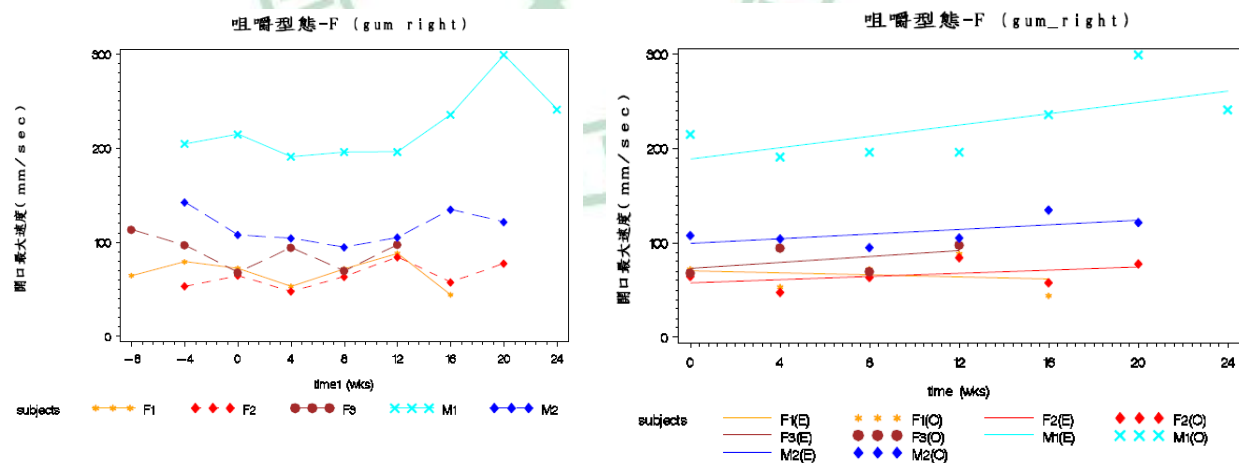 咀嚼型態-F (gum right)
開口最大速度(mm/sec)
300
200
100
0
-8 -4 0 4 8 12 16 20 24
time1 (wks)
subjects F1 F2 F3 M1 M2
咀嚼型態-F (gum_right)
開口最大速度(mm/sec)
300
200
100
0
0 4 8 12 16 20 24
time (wks)
subjects F1(E) F1(O) F2(E) F2(O)
F3(E) F3(O) M1(E) M1(O)
M2(E) M2(O)